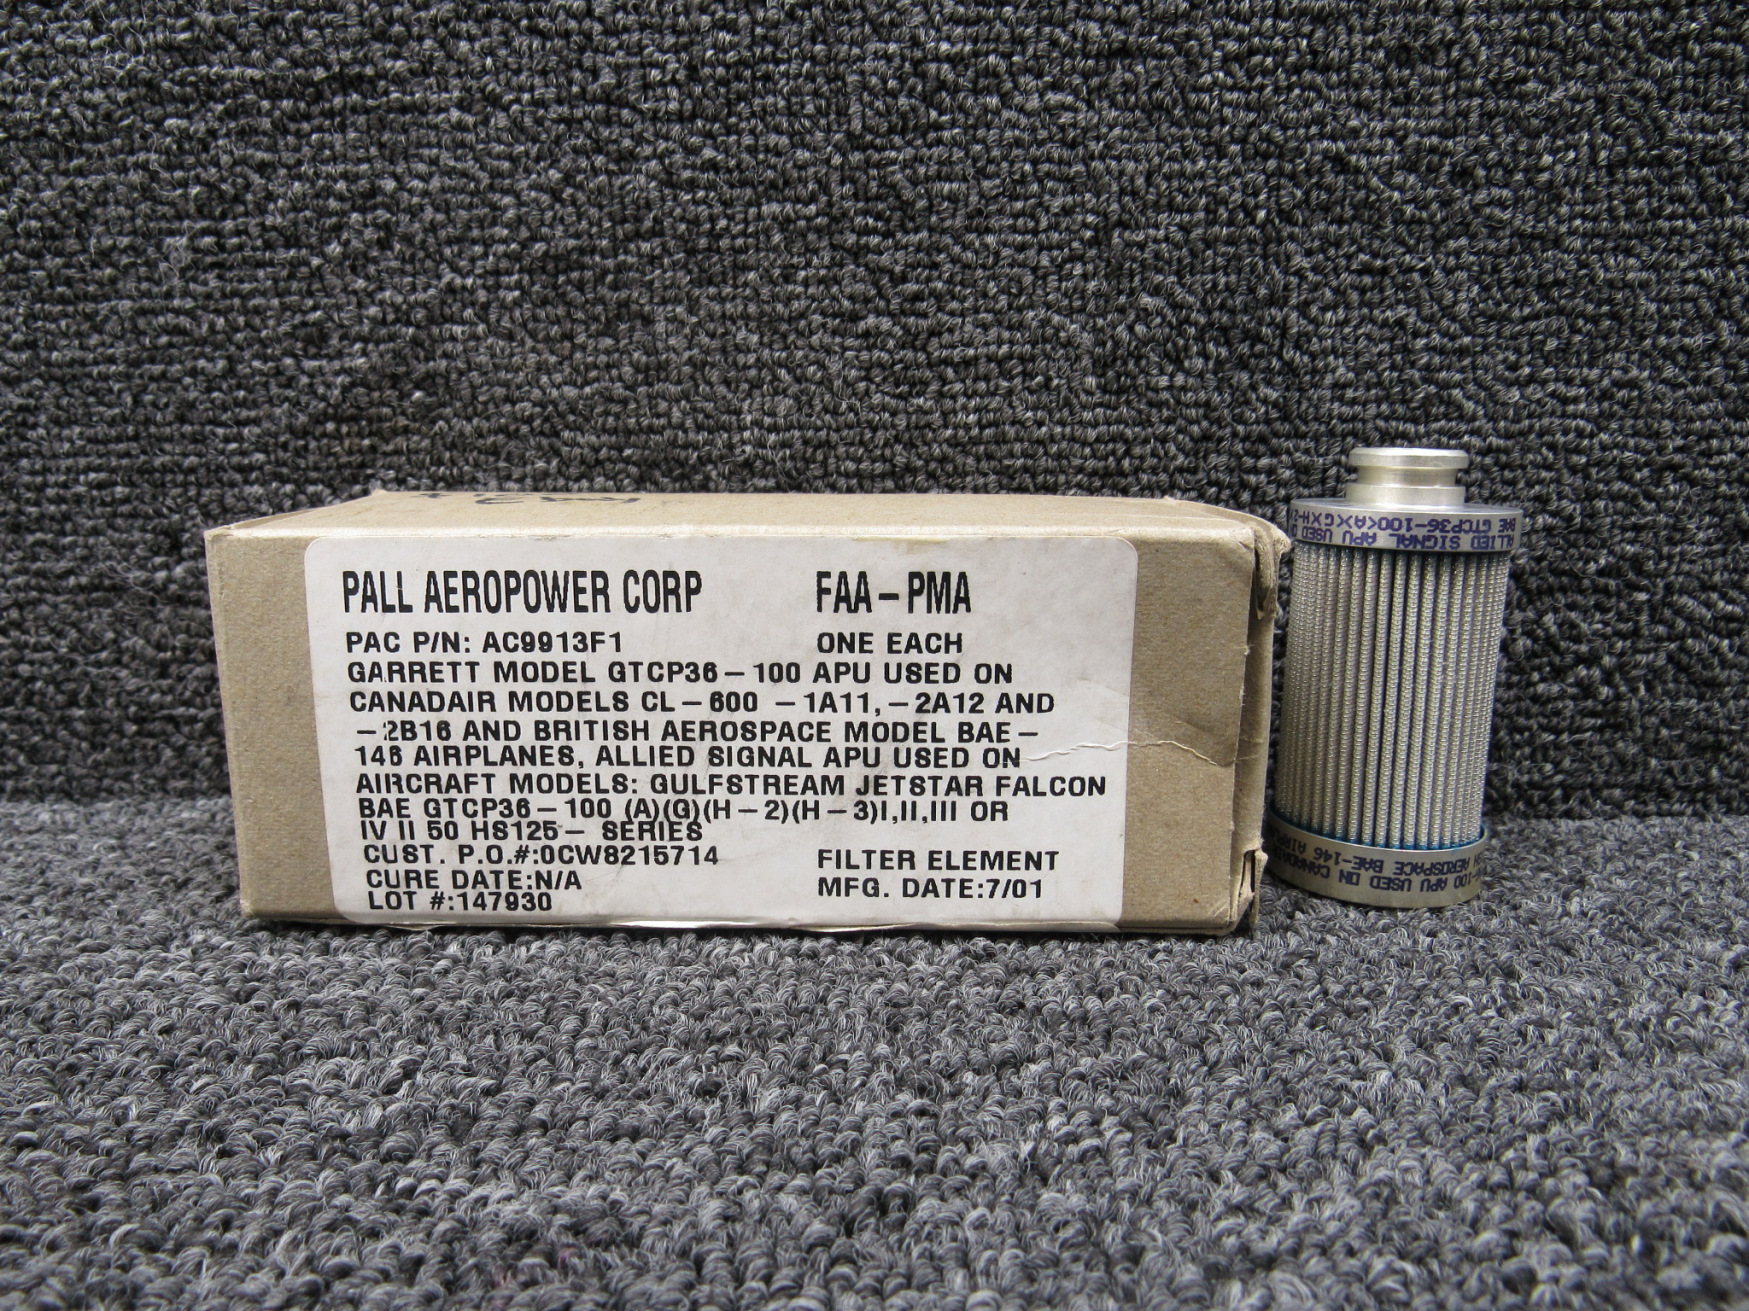 PALL AEROPOWER CORP FAA-PMA
PAC P/N: AC9913F1 ONE EACH
GARRETT MODEL GTCP36-100 APU USED ON
CANADAIR MODELS CL-600 -1A11, -2A12 AND
-2B16 AND BRITISH AEROSPACE MODEL BAE-
146 AIRPLANES, ALLIED SIGNAL APU USED ON
AIRCRAFT MODELS: GULFSTREAM JETSTAR FALCON
BAE GTCP36-100 (A)(G)(H-2)(H-3)I,II,III OR
IV II 50 HS125- SERIES
CUST. P.O.#:0CW8215714 FILTER ELEMENT
CURE DATE:N/A MFG. DATE:7/01
LOT #:147930
ALLIED SIGNAL APU USED
BAE GTCP36-100(A)(G)(H-2
-100 APU USED ON
AEROSPACE BAE-146